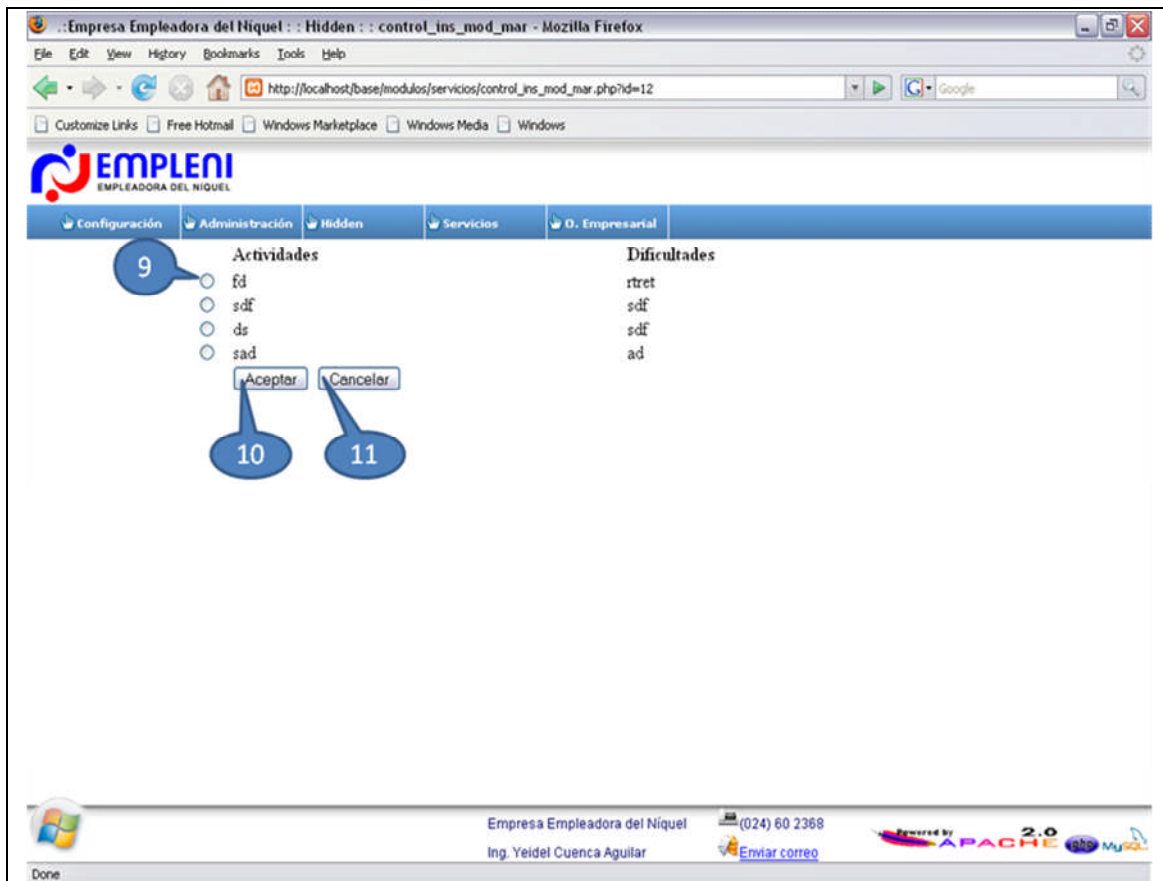 .:Empresa Empleadora del Níquel : : Hidden : : control_ins_mod_mar - Mozilla Firefox
File Edit View History Bookmarks Tools Help
http://localhost/base/modulos/servicios/control_ins_mod_mar.php?id=12
G Google
Customize Links Free Hotmail Windows Marketplace Windows Media Windows
EMPLENI
EMPLEADORA DEL NIQUEL
Configuración Administración Hidden Servicios O. Empresarial
Actividades Dificultades
9
fd rtret
sdf sdf
ds sdf
sad ad
Aceptar Cancelar
10 11
Empresa Empleadora del Níquel (024) 60 2368
Ing. Yeidel Cuenca Aguilar Enviar correo
Powered by APACHE 2.0 php MySQL
Done